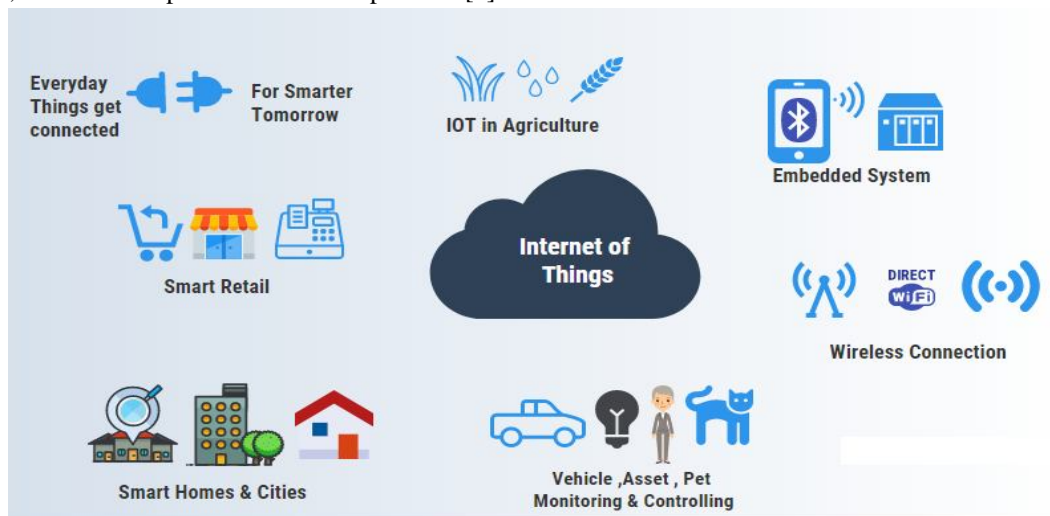 Everyday
Things get
connected
For Smarter
Tomorrow
IOT in Agriculture
Embedded System
Smart Retail
Internet of
Things
DIRECT
WiFi
Wireless Connection
Smart Homes & Cities
Vehicle ,Asset , Pet
Monitoring & Controlling